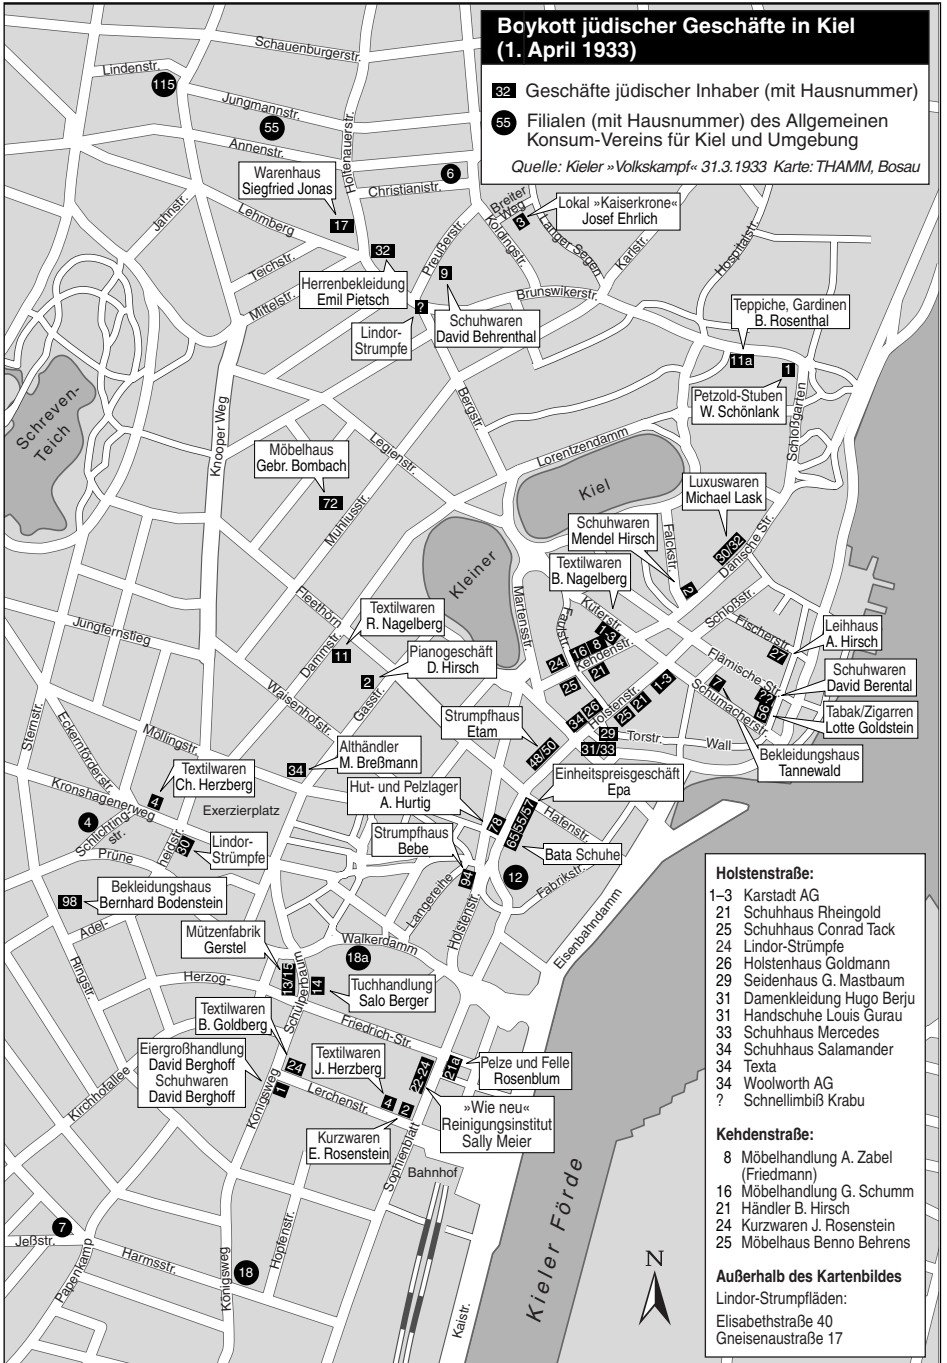 Boykott jüdischer Geschäfte in Kiel
(1. April 1933)
32 Geschäfte jüdischer Inhaber (mit Hausnummer)
55 Filialen (mit Hausnummer) des Allgemeinen
Konsum-Vereins für Kiel und Umgebung
Quelle: Kieler »Volkskampf« 31.3.1933 Karte: THAMM, Bosau
Schauenburgerstr.
Lindenstr.
115
Jungmannstr.
55
Annenstr.
Holtenauerstr.
6
Christianistr.
Warenhaus
Siegfried Jonas
17
Jahnstr.
Lehmberg
Teichstr.
Mittelstr.
32
Herrenbekleidung
Emil Pietsch
Preußerstr.
9
?
Lindor-
Strumpfe
Schuhwaren
David Behrenthal
Breiter
Weg
3
Lokal »Kaiserkrone«
Josef Ehrlich
Koldingstr.
Langer Segen
Karlstr.
Hospitalstr.
Brunswikerstr.
Teppiche, Gardinen
B. Rosenthal
11a
1
Petzold-Stuben
W. Schönlank
Schloßgarten
Schreven-
Teich
Knooper Weg
Bergstr.
Legienstr.
Lorentzendamm
Möbelhaus
Gebr. Bombach
72
Muhliusstr.
Kiel
Kleiner
Luxuswaren
Michael Lask
30/32
Dänische Str.
Schuhwaren
Mendel Hirsch
Falckstr.
2
Textilwaren
B. Nagelberg
Martensstr.
Faulstr.
Küterstr.
1-3
Schloßstr.
Fischerstr.
Leihhaus
A. Hirsch
27
Fleethörn
Textilwaren
R. Nagelberg
Jungfernstieg
Dammstr.
11
Pianogeschäft
D. Hirsch
2
Gasstr.
Waisenhofstr.
16
8
Kehdenstr.
24
21
25
Holstenstr.
1-3
Flämische Str.
7
Schumacherstr.
??
56
Schuhwaren
David Berental
Tabak/Zigarren
Lotte Goldstein
34
26
25
21
29
31/33
Torstr.
Wall
Bekleidungshaus
Tannewald
Sternstr.
Eckernförderstr.
Möllingstr.
Strumpfhaus
Etam
48/50
Althändler
M. Breßmann
34
Textilwaren
Ch. Herzberg
4
Kronshagenerweg
Exerzierplatz
Hut- und Pelzlager
A. Hurtig
78
Einheitspreisgeschäft
Epa
65/55/57
Hafenstr.
4
Schlichting
str.
Prüne
heidstr.
30
Lindor-
Strümpfe
Strumpfhaus
Bebe
94
Bata Schuhe
12
Fabrikstr.
98
Bekleidungshaus
Bernhard Bodenstein
Adel-
Langereihe
Holstenstr.
Eisenbahndamm
Mützenfabrik
Gerstel
Walkerdamm
18a
Ringstr.
Herzog-
13/15
Schülperbaum
14
Tuchhandlung
Salo Berger
Friedrich-Str.
Textilwaren
B. Goldberg
24
Eiergroßhandlung
David Berghoff
Schuhwaren
David Berghoff
Kirchhofallee
Königsweg
1
Lerchenstr.
Textilwaren
J. Herzberg
4
2
22-24
21a
Pelze und Felle
Rosenblum
»Wie neu«
Reinigungsinstitut
Sally Meier
Kurzwaren
E. Rosenstein
Sophienblatt
Bahnhof
7
Jeßstr.
Papenkamp
Harmsstr.
Königsweg
18
Hopfenstr.
Kaistr.
Kieler Förde
N
Holstenstraße:
1–3 Karstadt AG
21 Schuhhaus Rheingold
25 Schuhhaus Conrad Tack
24 Lindor-Strümpfe
26 Holstenhaus Goldmann
29 Seidenhaus G. Mastbaum
31 Damenkleidung Hugo Berju
31 Handschuhe Louis Gurau
33 Schuhhaus Mercedes
34 Schuhhaus Salamander
34 Texta
34 Woolworth AG
? Schnellimbiß Krabu
Kehdenstraße:
8 Möbelhandlung A. Zabel
(Friedmann)
16 Möbelhandlung G. Schumm
21 Händler B. Hirsch
24 Kurzwaren J. Rosenstein
25 Möbelhaus Benno Behrens
Außerhalb des Kartenbildes
Lindor-Strumpfläden:
Elisabethstraße 40
Gneisenaustraße 17